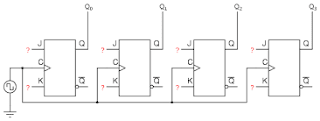 Q0 Q1 Q2 Q3
? J Q ? J Q ? J Q ? J Q
C C C C
? K Q̅ ? K Q̅ ? K Q̅ ? K Q̅